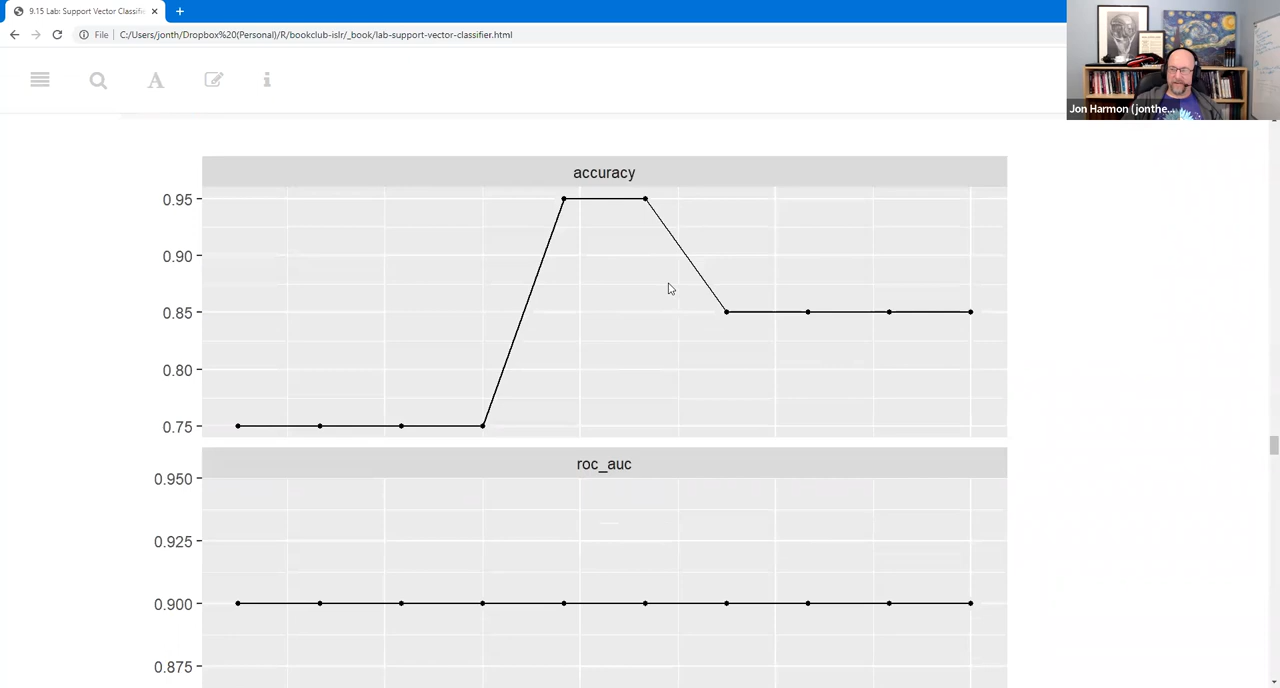 9.15 Lab: Support Vector Classifi
File
C:/Users/jonth/Dropbox%20(Personal)/R/bookclub-islr/_book/lab-support-vector-classifier.html
Jon Harmon (jonthe...
accuracy
0.95
0.90
0.85
0.80
0.75
roc_auc
0.950
0.925
0.900
0.875